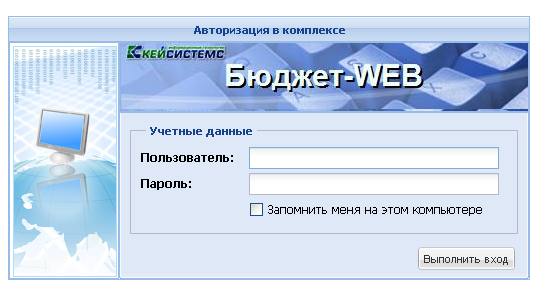 Авторизация в комплексе
КЕЙСИСТЕМС
Бюджет-WEB
Учетные данные
Пользователь:
Пароль:
Запомнить меня на этом компьютере
Выполнить вход